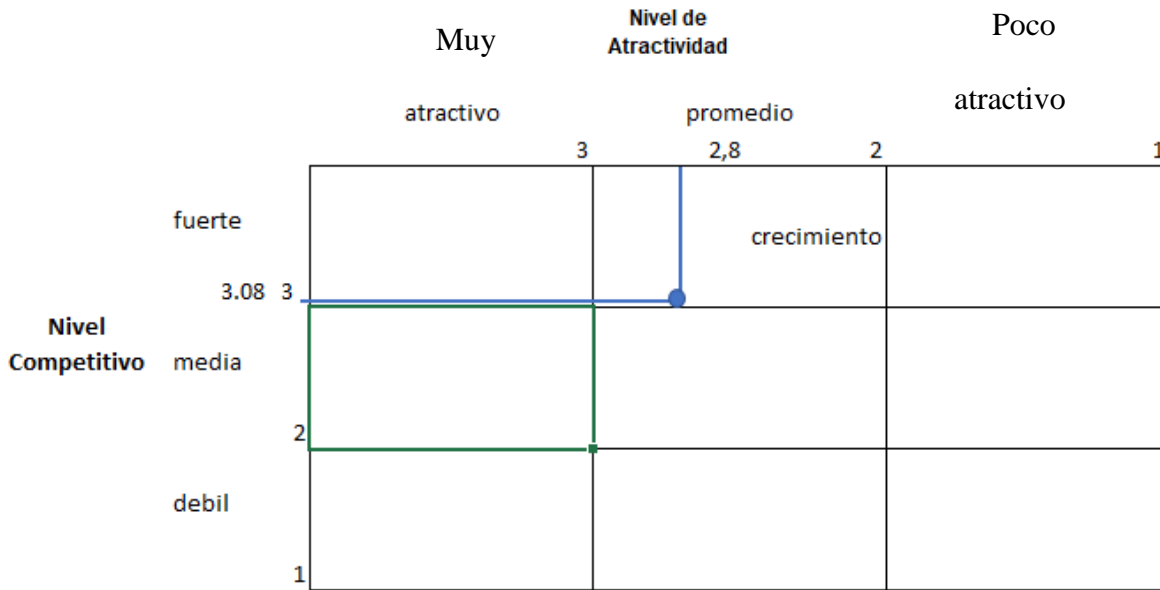 Muy
Nivel de
Atractividad
Poco
atractivo
promedio
atractivo
3
2,8
2
1
fuerte
crecimiento
3.08 3
Nivel
Competitivo
media
2
debil
1